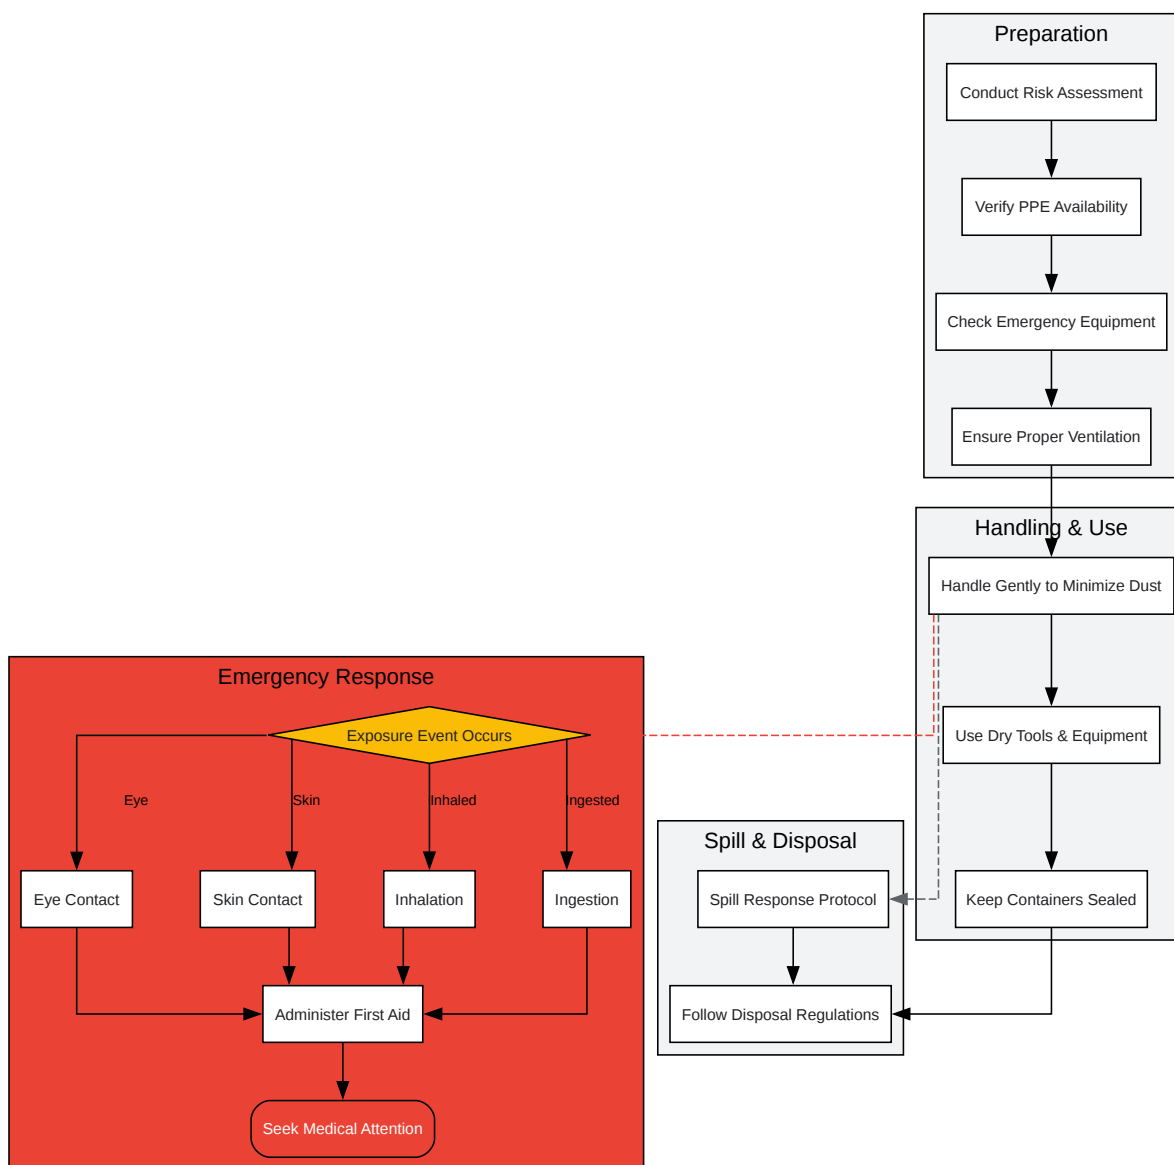 Preparation
Conduct Risk Assessment
Verify PPE Availability
Check Emergency Equipment
Ensure Proper Ventilation
Handling & Use
Handle Gently to Minimize Dust
Use Dry Tools & Equipment
Keep Containers Sealed
Emergency Response
Exposure Event Occurs
Eye
Skin
Inhaled
Ingested
Eye Contact
Skin Contact
Inhalation
Ingestion
Administer First Aid
Seek Medical Attention
Spill & Disposal
Spill Response Protocol
Follow Disposal Regulations